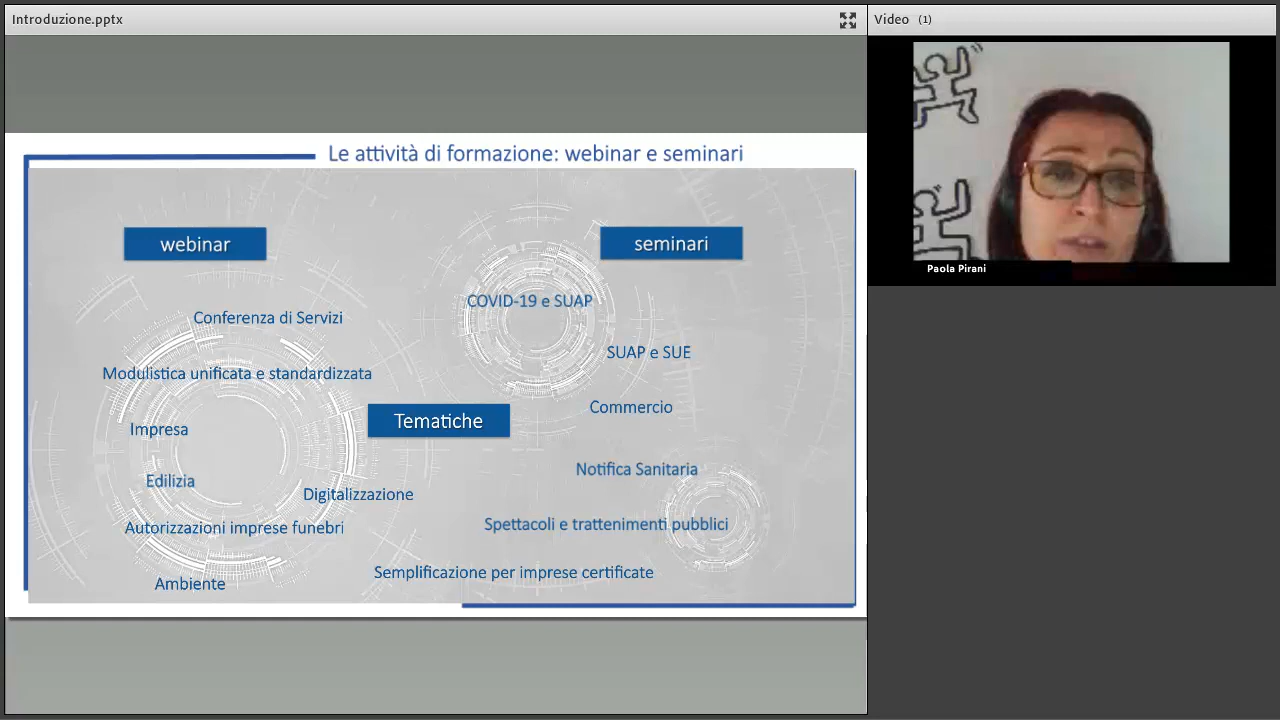 Introduzione.pptx
Video (1)
Paola Pirani
Le attività di formazione: webinar e seminari
webinar
seminari
COVID-19 e SUAP
Conferenza di Servizi
SUAP e SUE
Modulistica unificata e standardizzata
Commercio
Tematiche
Impresa
Notifica Sanitaria
Edilizia
Digitalizzazione
Spettacoli e trattenimenti pubblici
Autorizzazioni imprese funebri
Semplificazione per imprese certificate
Ambiente